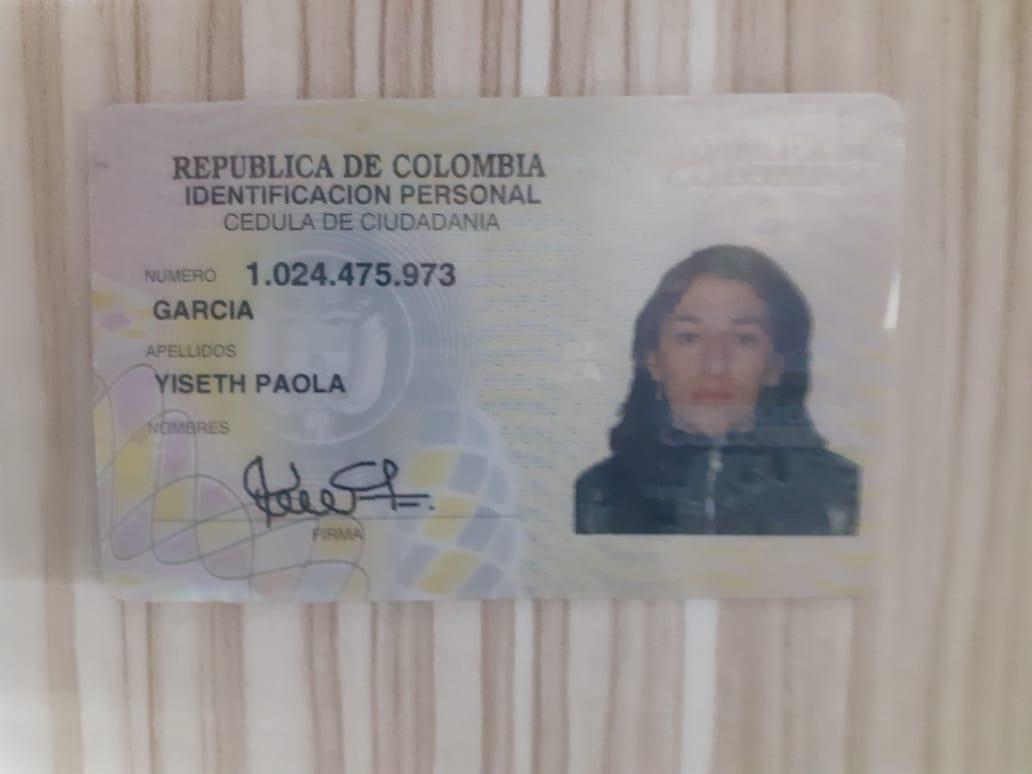 REPUBLICA DE COLOMBIA
IDENTIFICACION PERSONAL
CEDULA DE CIUDADANIA
NUMERO 1.024.475.973
GARCIA
APELLIDOS
YISETH PAOLA
NOMBRES
FIRMA